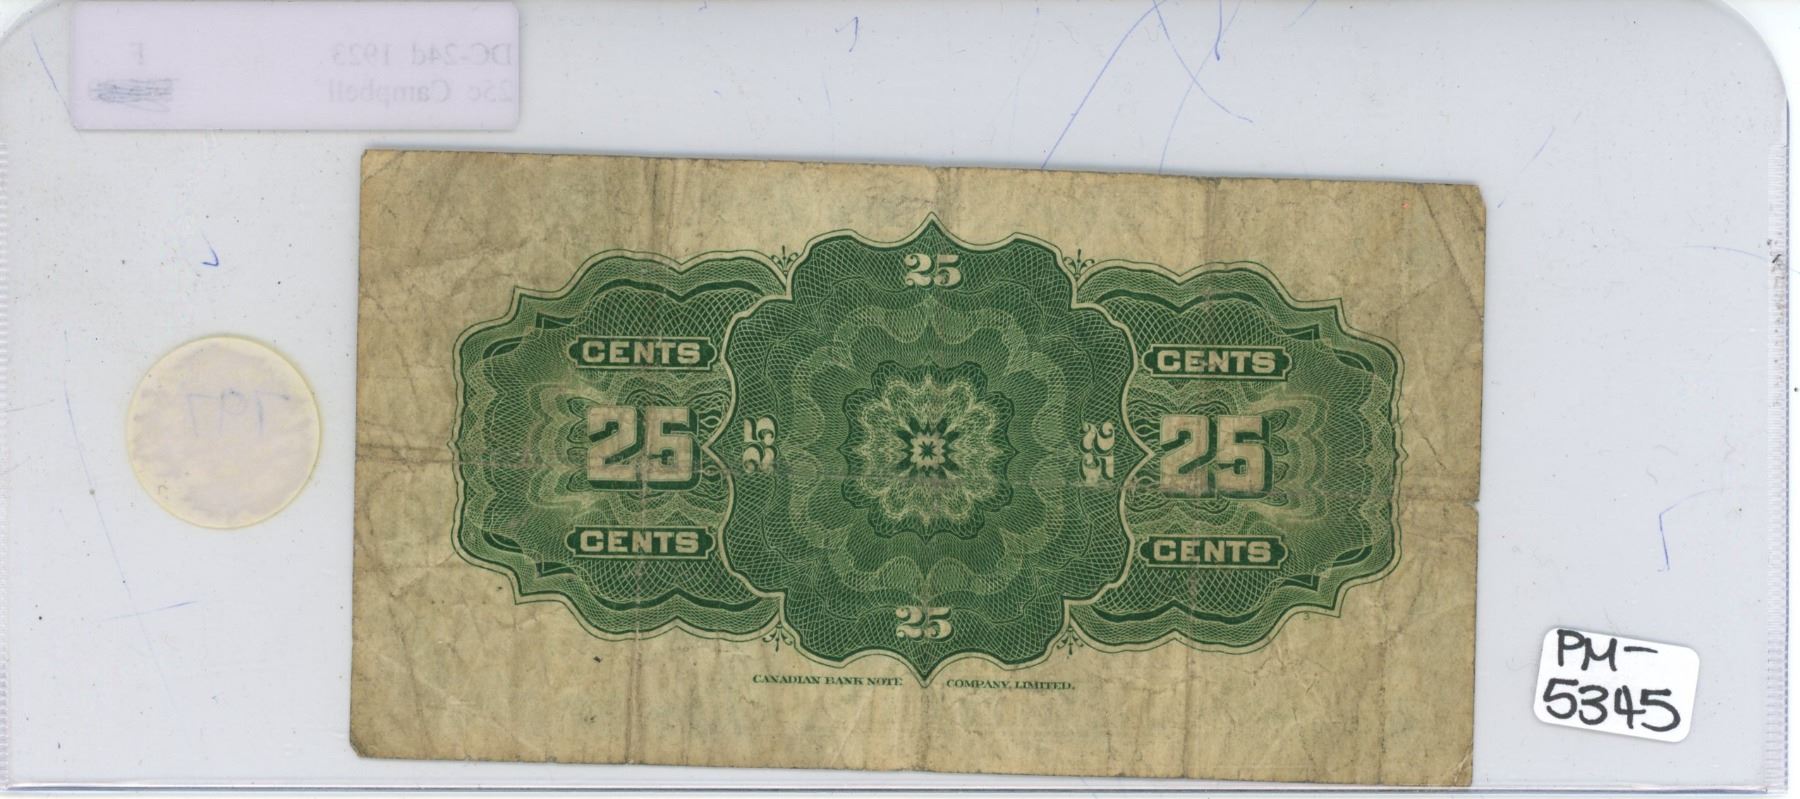 DC-24d 1923 F
25c Campbell
25
CENTS CENTS
25 25 25 25
CENTS CENTS
25
CANADIAN BANK NOTE COMPANY, LIMITED.
797
PM-
5345